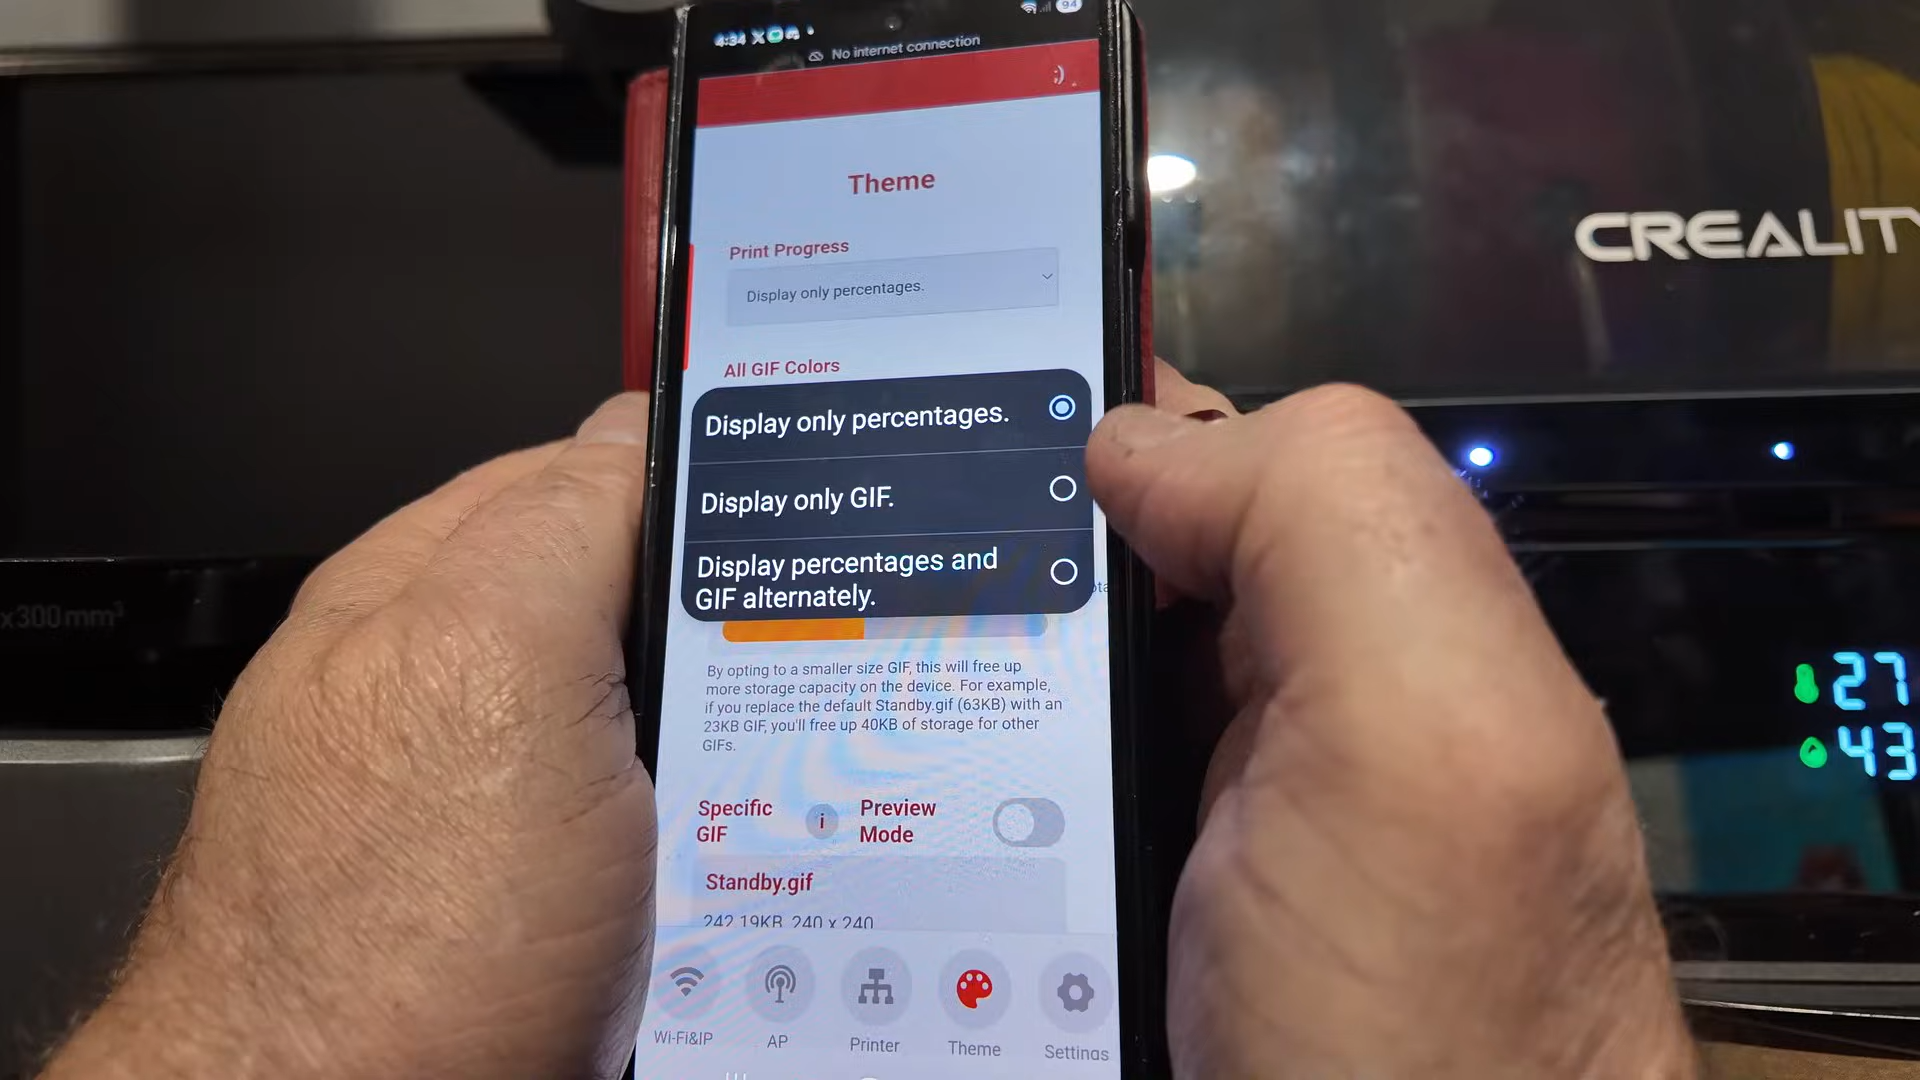 4:34
94
No internet connection
:)
Theme
Print Progress
Display only percentages.
All GIF Colors
Display only percentages.
Display only GIF.
Display percentages and
GIF alternately.
By opting to a smaller size GIF, this will free up
more storage capacity on the device. For example,
if you replace the default Standby.gif (63KB) with an
23KB GIF, you'll free up 40KB of storage for other
GIFs.
Specific
GIF
i
Preview
Mode
Standby.gif
242.19KB, 240 x 240
Wi-Fi&IP
AP
Printer
Theme
Settings
CREALITY
x300mm³
27
43